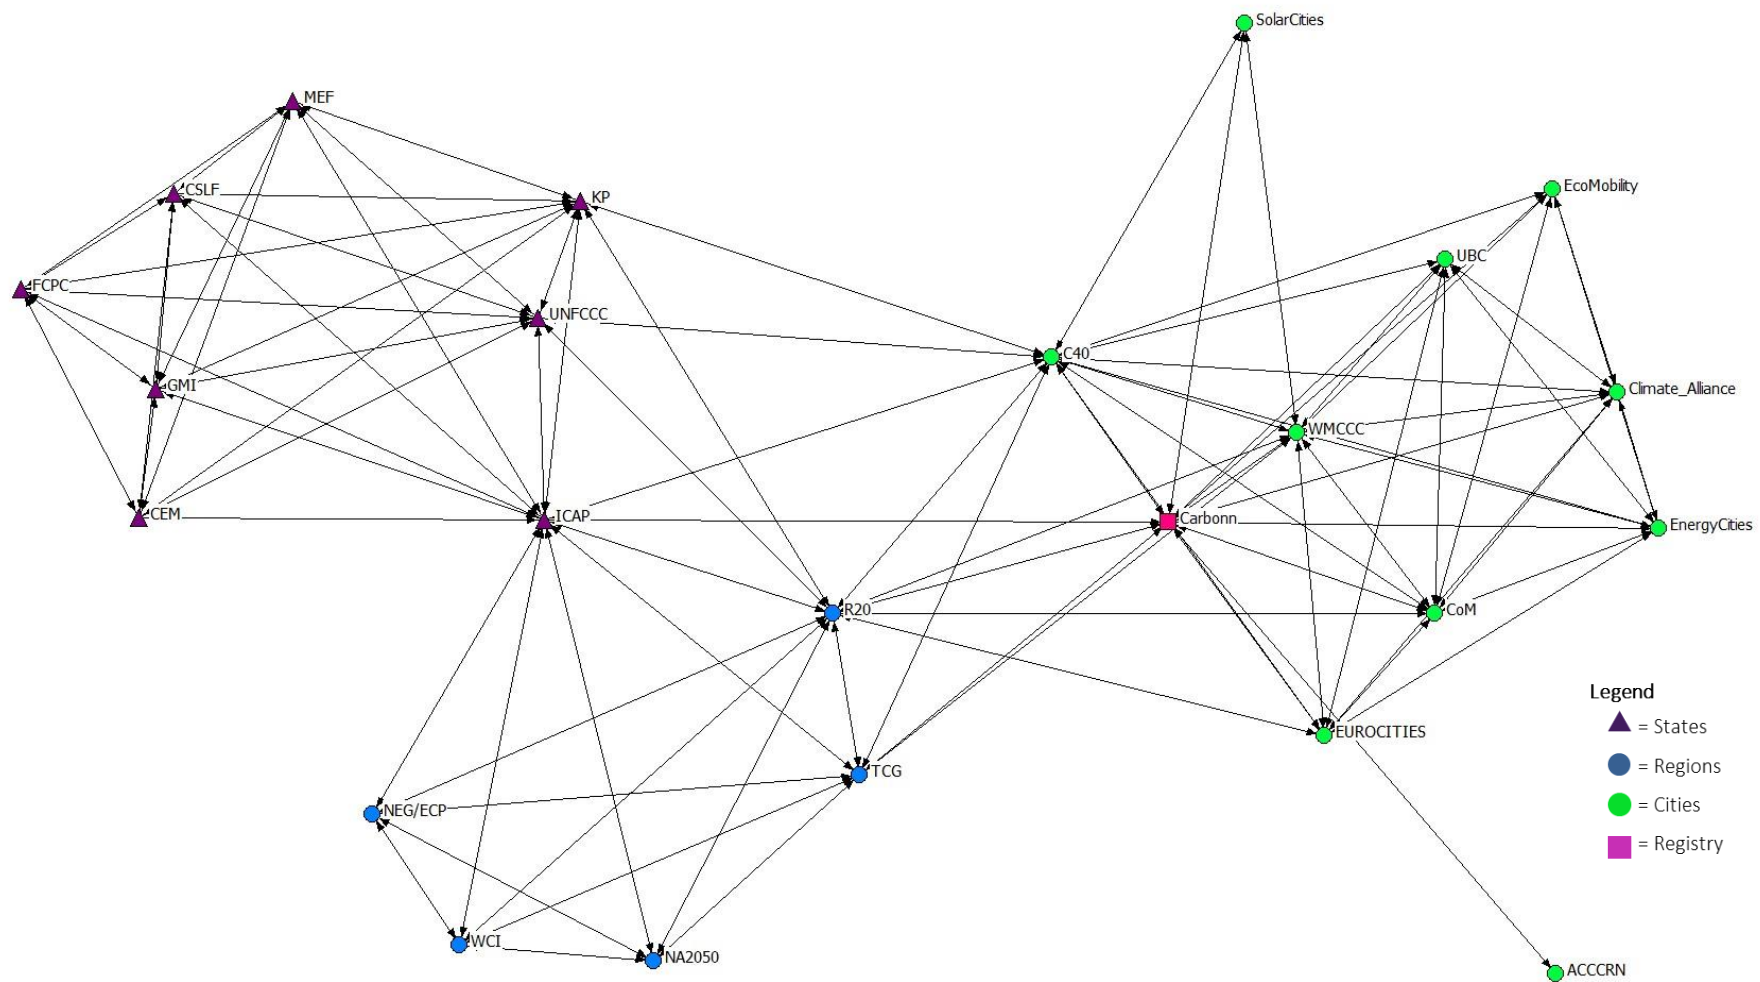 SolarCities
MEF
CSLF
KP
EcoMobility
UBC
FCPC
UNFCCC
C40
GMI
Climate_Alliance
WMCCC
CEM
ICAP
Carbonn
EnergyCities
R20
CoM
Legend
= States
EUROCITIES
= Regions
TCG
NEG/ECP
= Cities
= Registry
WCI
NA2050
ACCCRN